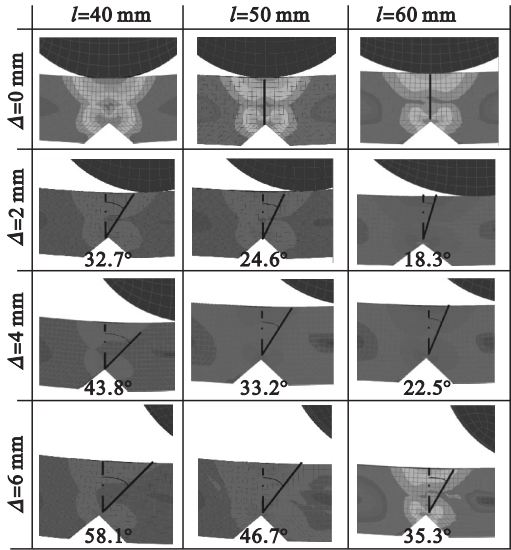 l=40 mm l=50 mm l=60 mm
Δ=0 mm
Δ=2 mm
32.7° 24.6° 18.3°
Δ=4 mm
43.8° 33.2° 22.5°
Δ=6 mm
58.1° 46.7° 35.3°